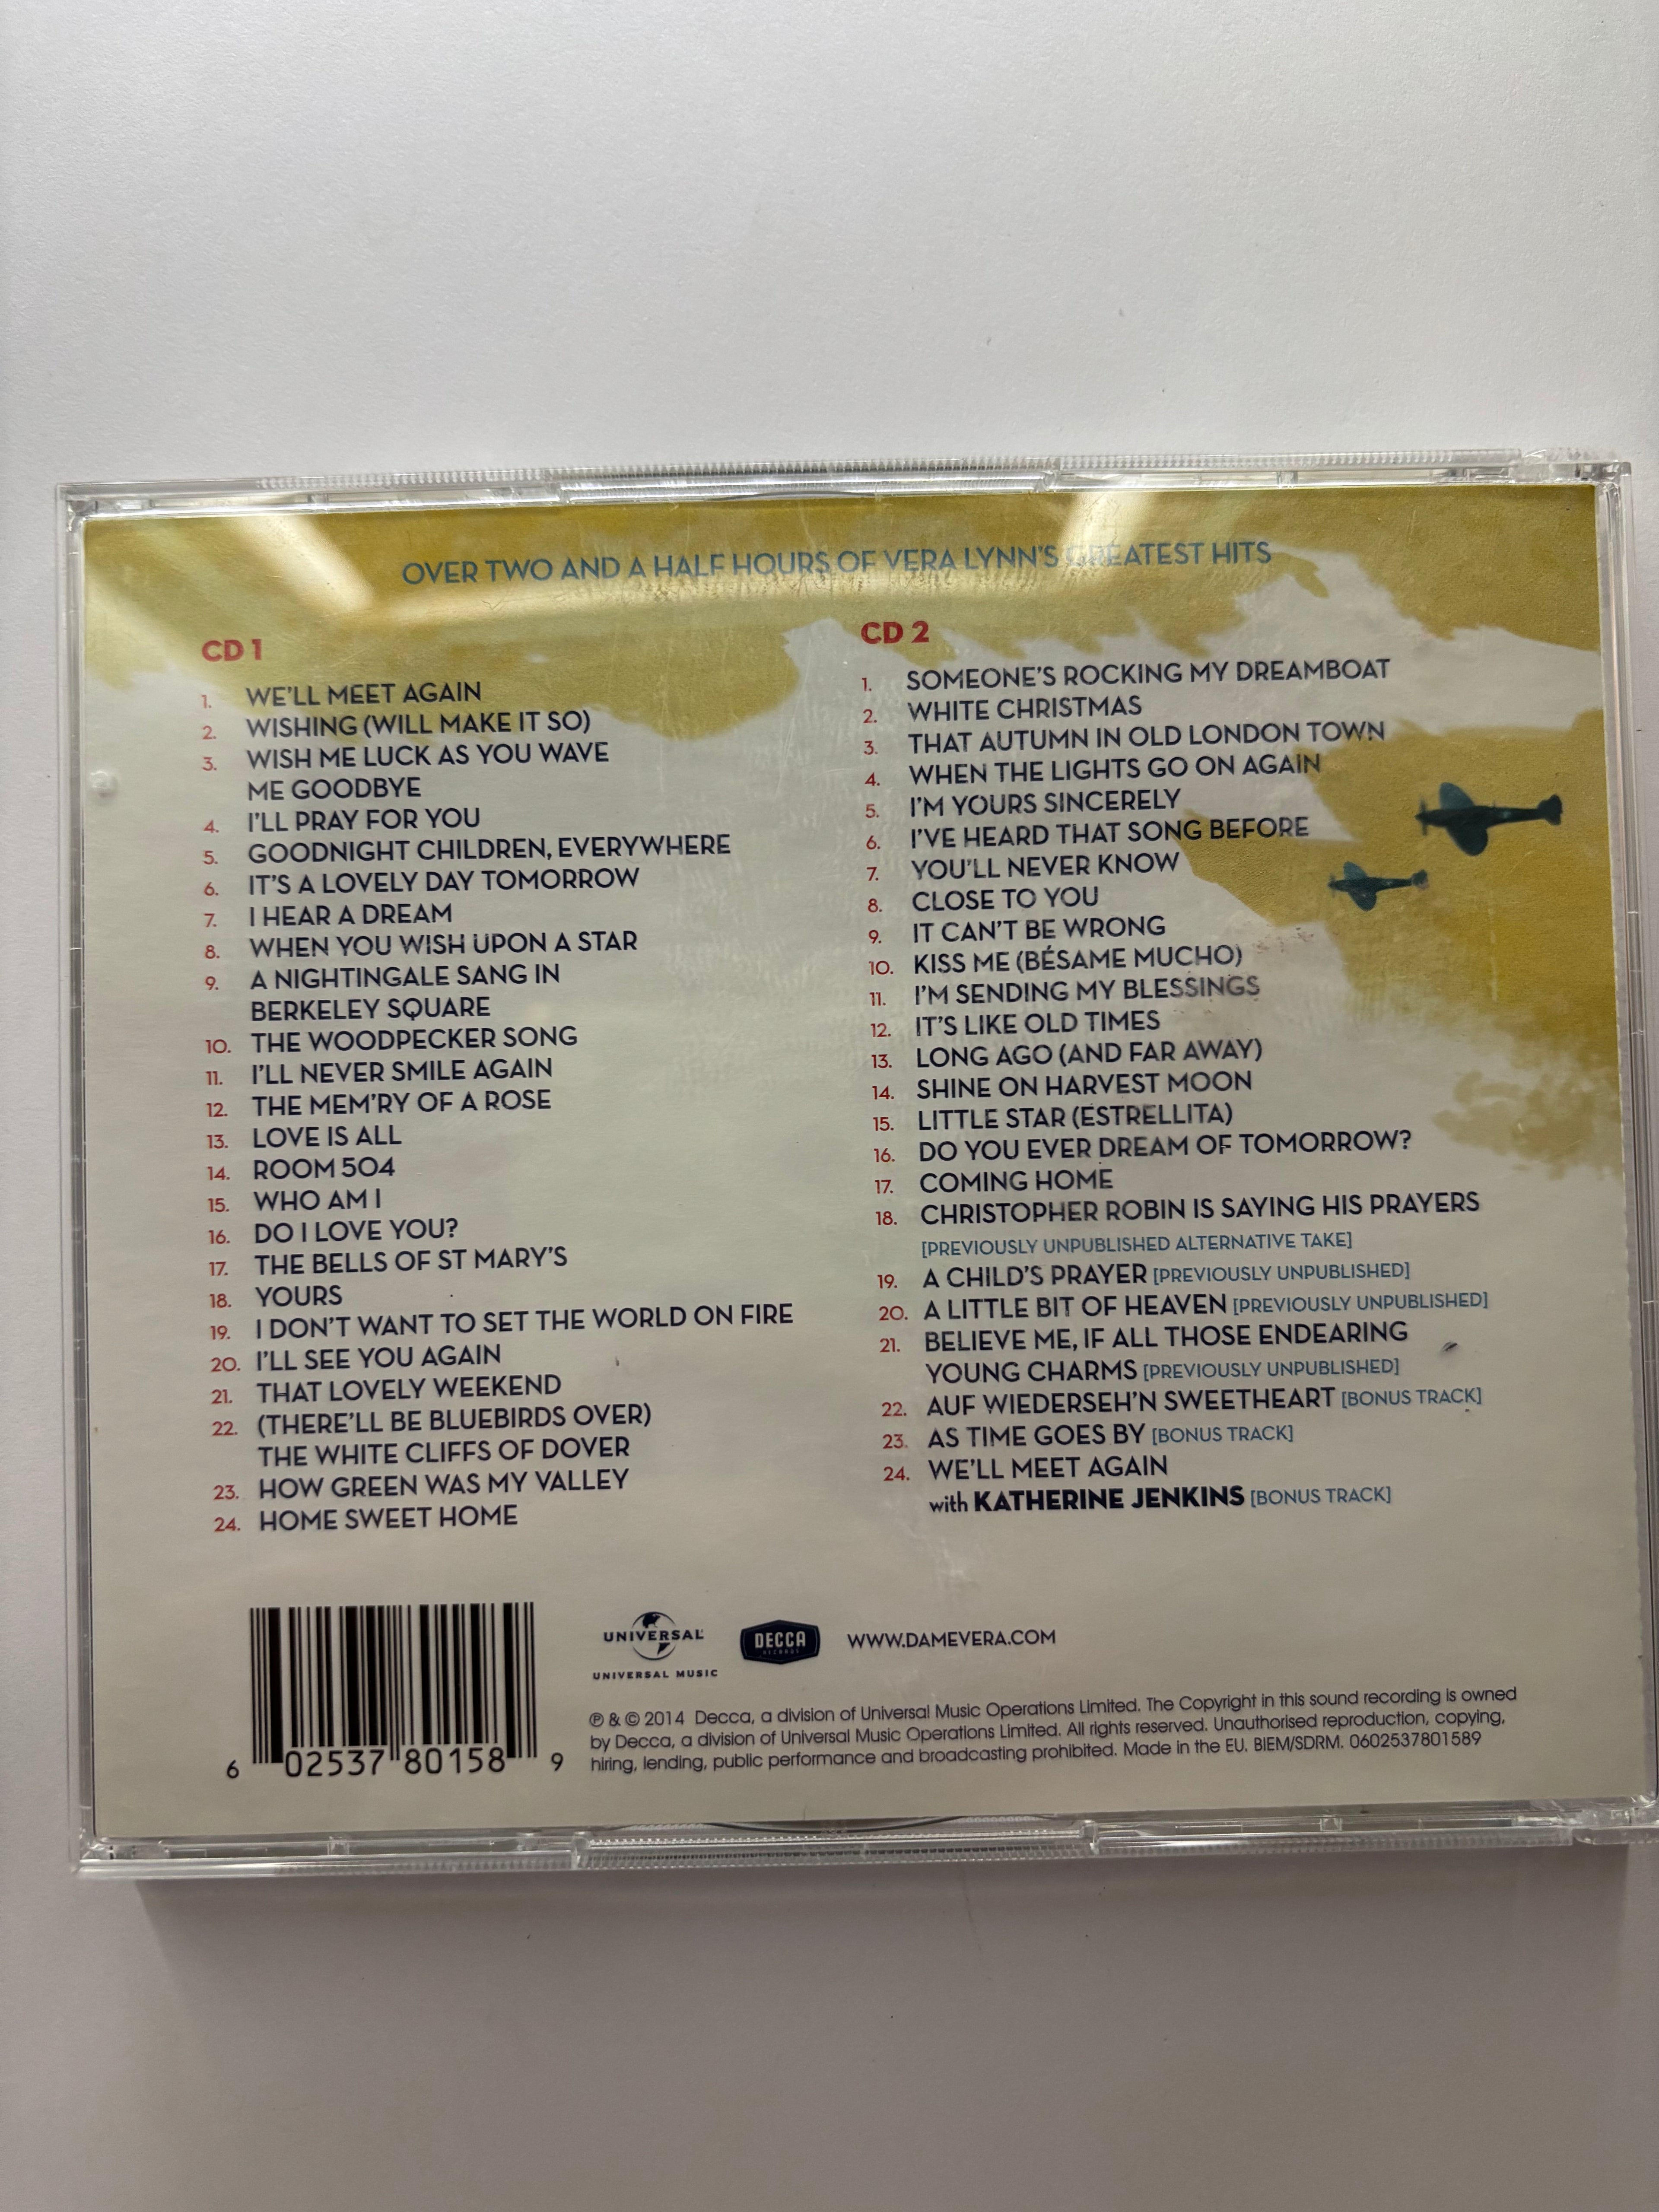 OVER TWO AND A HALF HOURS OF VERA LYNN'S GREATEST HITS
CD 1
1. WE'LL MEET AGAIN
2. WISHING (WILL MAKE IT SO)
3. WISH ME LUCK AS YOU WAVE
ME GOODBYE
4. I'LL PRAY FOR YOU
5. GOODNIGHT CHILDREN, EVERYWHERE
6. IT'S A LOVELY DAY TOMORROW
7. I HEAR A DREAM
8. WHEN YOU WISH UPON A STAR
9. A NIGHTINGALE SANG IN
BERKELEY SQUARE
10. THE WOODPECKER SONG
11. I'LL NEVER SMILE AGAIN
12. THE MEM'RY OF A ROSE
13. LOVE IS ALL
14. ROOM 504
15. WHO AM I
16. DO I LOVE YOU?
17. THE BELLS OF ST MARY'S
18. YOURS
19. I DON'T WANT TO SET THE WORLD ON FIRE
20. I'LL SEE YOU AGAIN
21. THAT LOVELY WEEKEND
22. (THERE'LL BE BLUEBIRDS OVER)
THE WHITE CLIFFS OF DOVER
23. HOW GREEN WAS MY VALLEY
24. HOME SWEET HOME
CD 2
1. SOMEONE'S ROCKING MY DREAMBOAT
2. WHITE CHRISTMAS
3. THAT AUTUMN IN OLD LONDON TOWN
4. WHEN THE LIGHTS GO ON AGAIN
5. I'M YOURS SINCERELY
6. I'VE HEARD THAT SONG BEFORE
7. YOU'LL NEVER KNOW
8. CLOSE TO YOU
9. IT CAN'T BE WRONG
10. KISS ME (BÉSAME MUCHO)
11. I'M SENDING MY BLESSINGS
12. IT'S LIKE OLD TIMES
13. LONG AGO (AND FAR AWAY)
14. SHINE ON HARVEST MOON
15. LITTLE STAR (ESTRELLITA)
16. DO YOU EVER DREAM OF TOMORROW?
17. COMING HOME
18. CHRISTOPHER ROBIN IS SAYING HIS PRAYERS
[PREVIOUSLY UNPUBLISHED ALTERNATIVE TAKE]
19. A CHILD'S PRAYER [PREVIOUSLY UNPUBLISHED]
20. A LITTLE BIT OF HEAVEN [PREVIOUSLY UNPUBLISHED]
21. BELIEVE ME, IF ALL THOSE ENDEARING
YOUNG CHARMS [PREVIOUSLY UNPUBLISHED]
22. AUF WIEDERSEH'N SWEETHEART [BONUS TRACK]
23. AS TIME GOES BY [BONUS TRACK]
24. WE'LL MEET AGAIN
with KATHERINE JENKINS [BONUS TRACK]
6 02537 80158 9
UNIVERSAL
UNIVERSAL MUSIC
DECCA
RECORDS
WWW.DAMEVERA.COM
℗ & © 2014 Decca, a division of Universal Music Operations Limited. The Copyright in this sound recording is owned
by Decca, a division of Universal Music Operations Limited. All rights reserved. Unauthorised reproduction, copying,
hiring, lending, public performance and broadcasting prohibited. Made in the EU. BIEM/SDRM. 0602537801589